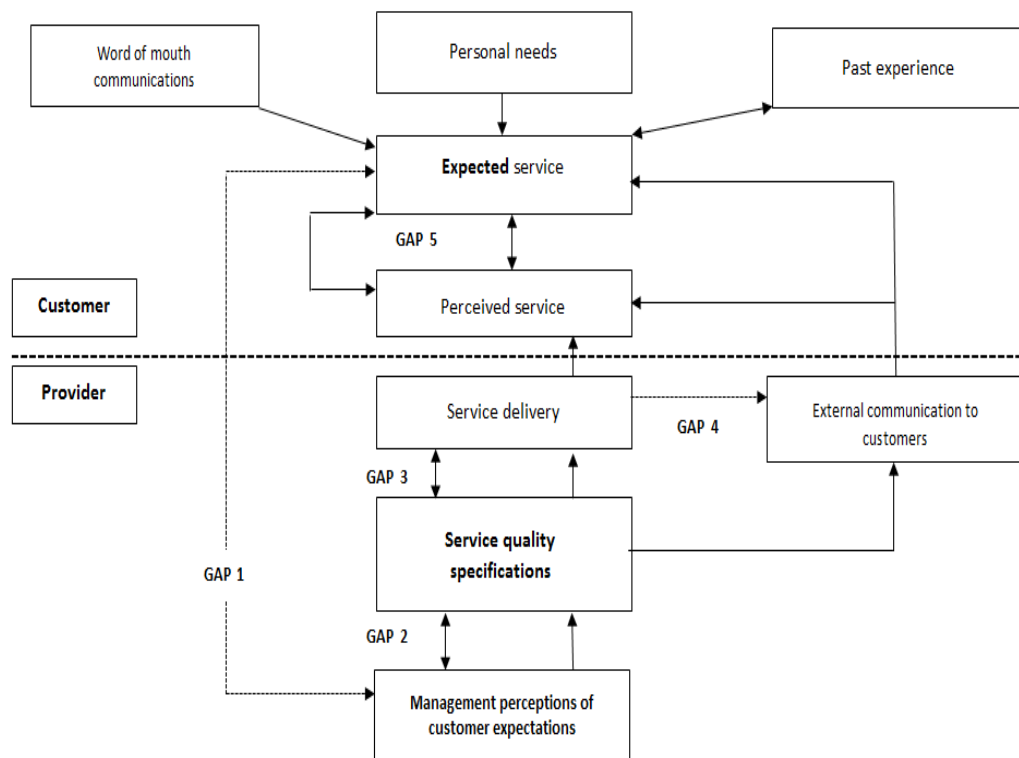 Word of mouth
communications
Personal needs
Past experience
Expected service
GAP 5
Perceived service
Customer
Provider
Service delivery
GAP 4
External communication to
customers
GAP 3
Service quality
specifications
GAP 1
GAP 2
Management perceptions of
customer expectations